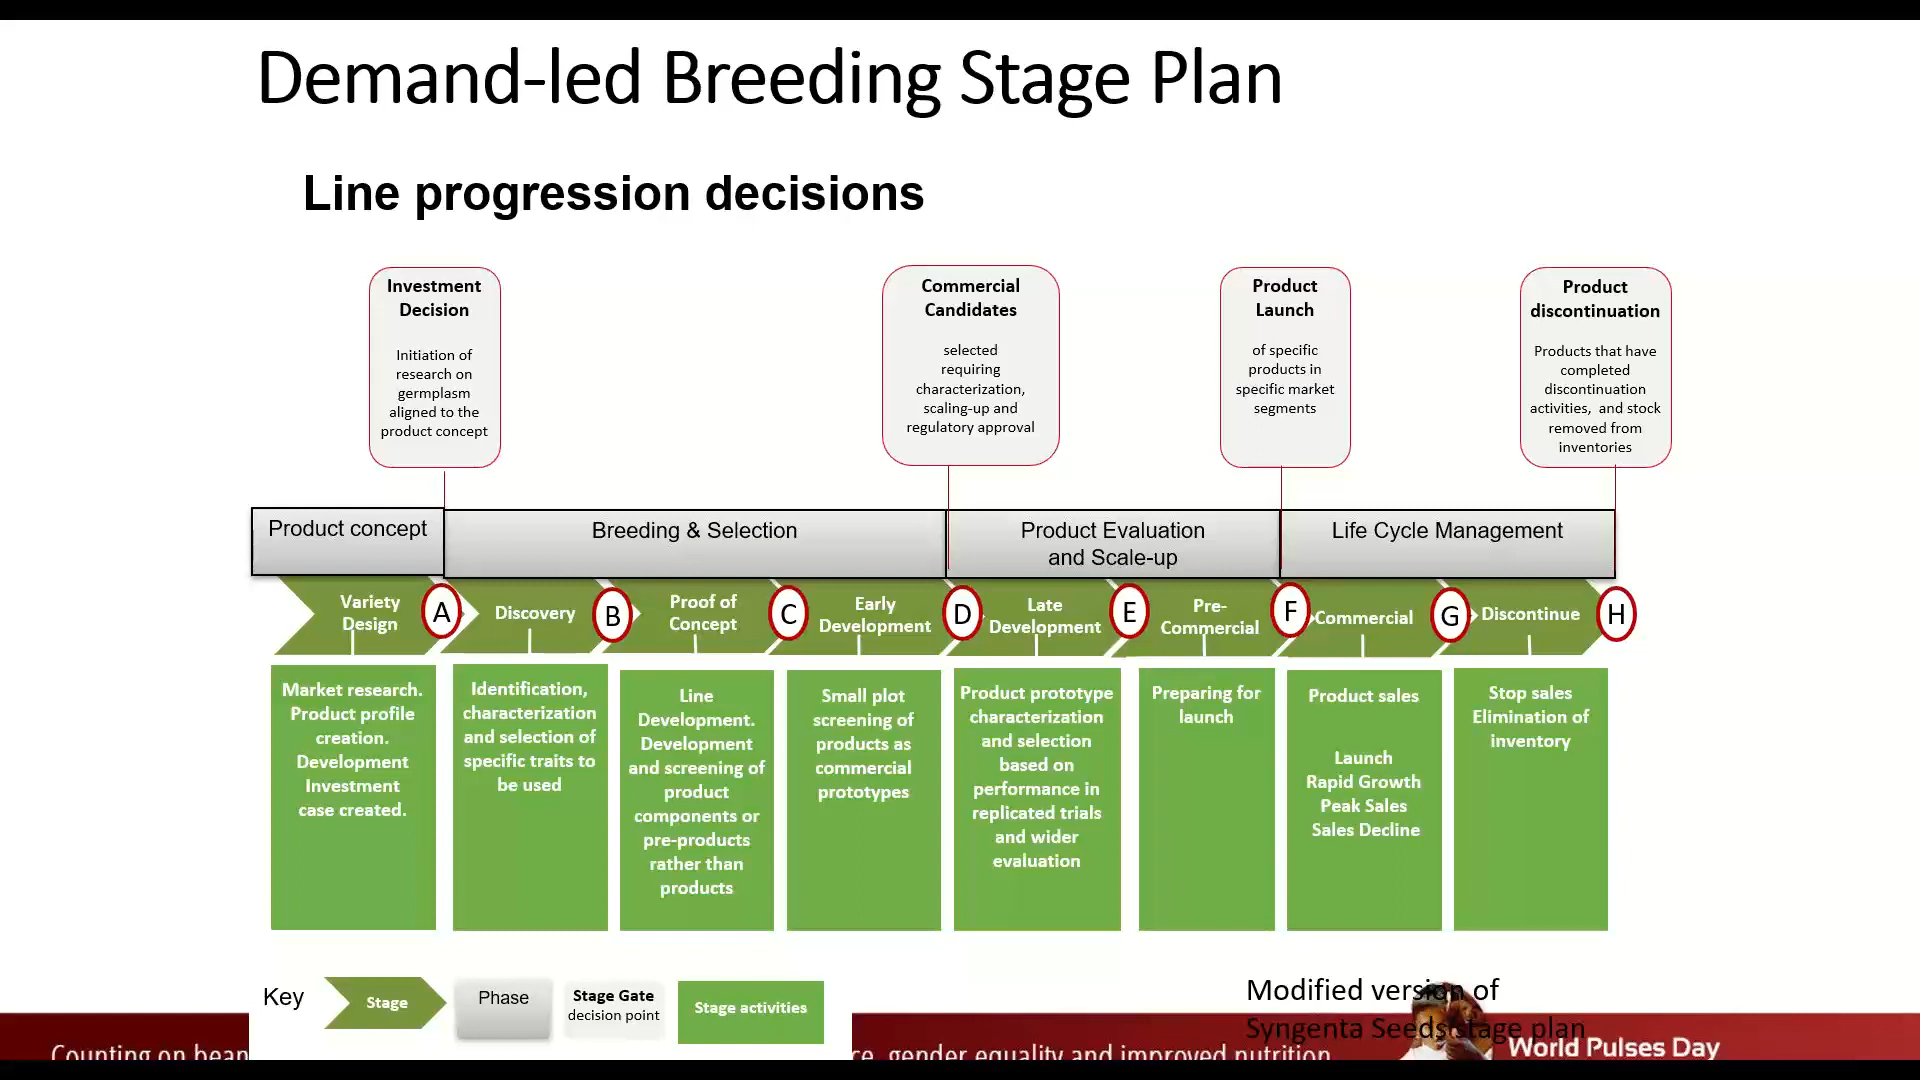 Demand-led Breeding Stage Plan
Line progression decisions
Investment
Decision
Initiation of
research on
germplasm
aligned to the
product concept
Commercial
Candidates
selected
requiring
characterization,
scaling-up and
regulatory approval
Product
Launch
of specific
products in
specific market
segments
Product
discontinuation
Products that have
completed
discontinuation
activities, and stock
removed from
inventories
Product concept
Breeding & Selection
Product Evaluation
and Scale-up
Life Cycle Management
Variety
Design
A
Discovery
B
Proof of
Concept
C
Early
Development
D
Late
Development
E
Pre-
Commercial
F
Commercial
G
Discontinue
H
Market research.
Product profile
creation.
Development
Investment
case created.
Identification,
characterization
and selection of
specific traits to
be used
Line
Development.
Development
and screening of
product
components or
pre-products
rather than
products
Small plot
screening of
products as
commercial
prototypes
Product prototype
characterization
and selection
based on
performance in
replicated trials
and wider
evaluation
Preparing for
launch
Product sales
Launch
Rapid Growth
Peak Sales
Sales Decline
Stop sales
Elimination of
inventory
Key
Stage
Phase
Stage Gate
decision point
Stage activities
Modified version of
Syngenta Seeds stage plan
Counting on bean
ce, gender equality and improved nutrition
World Pulses Day